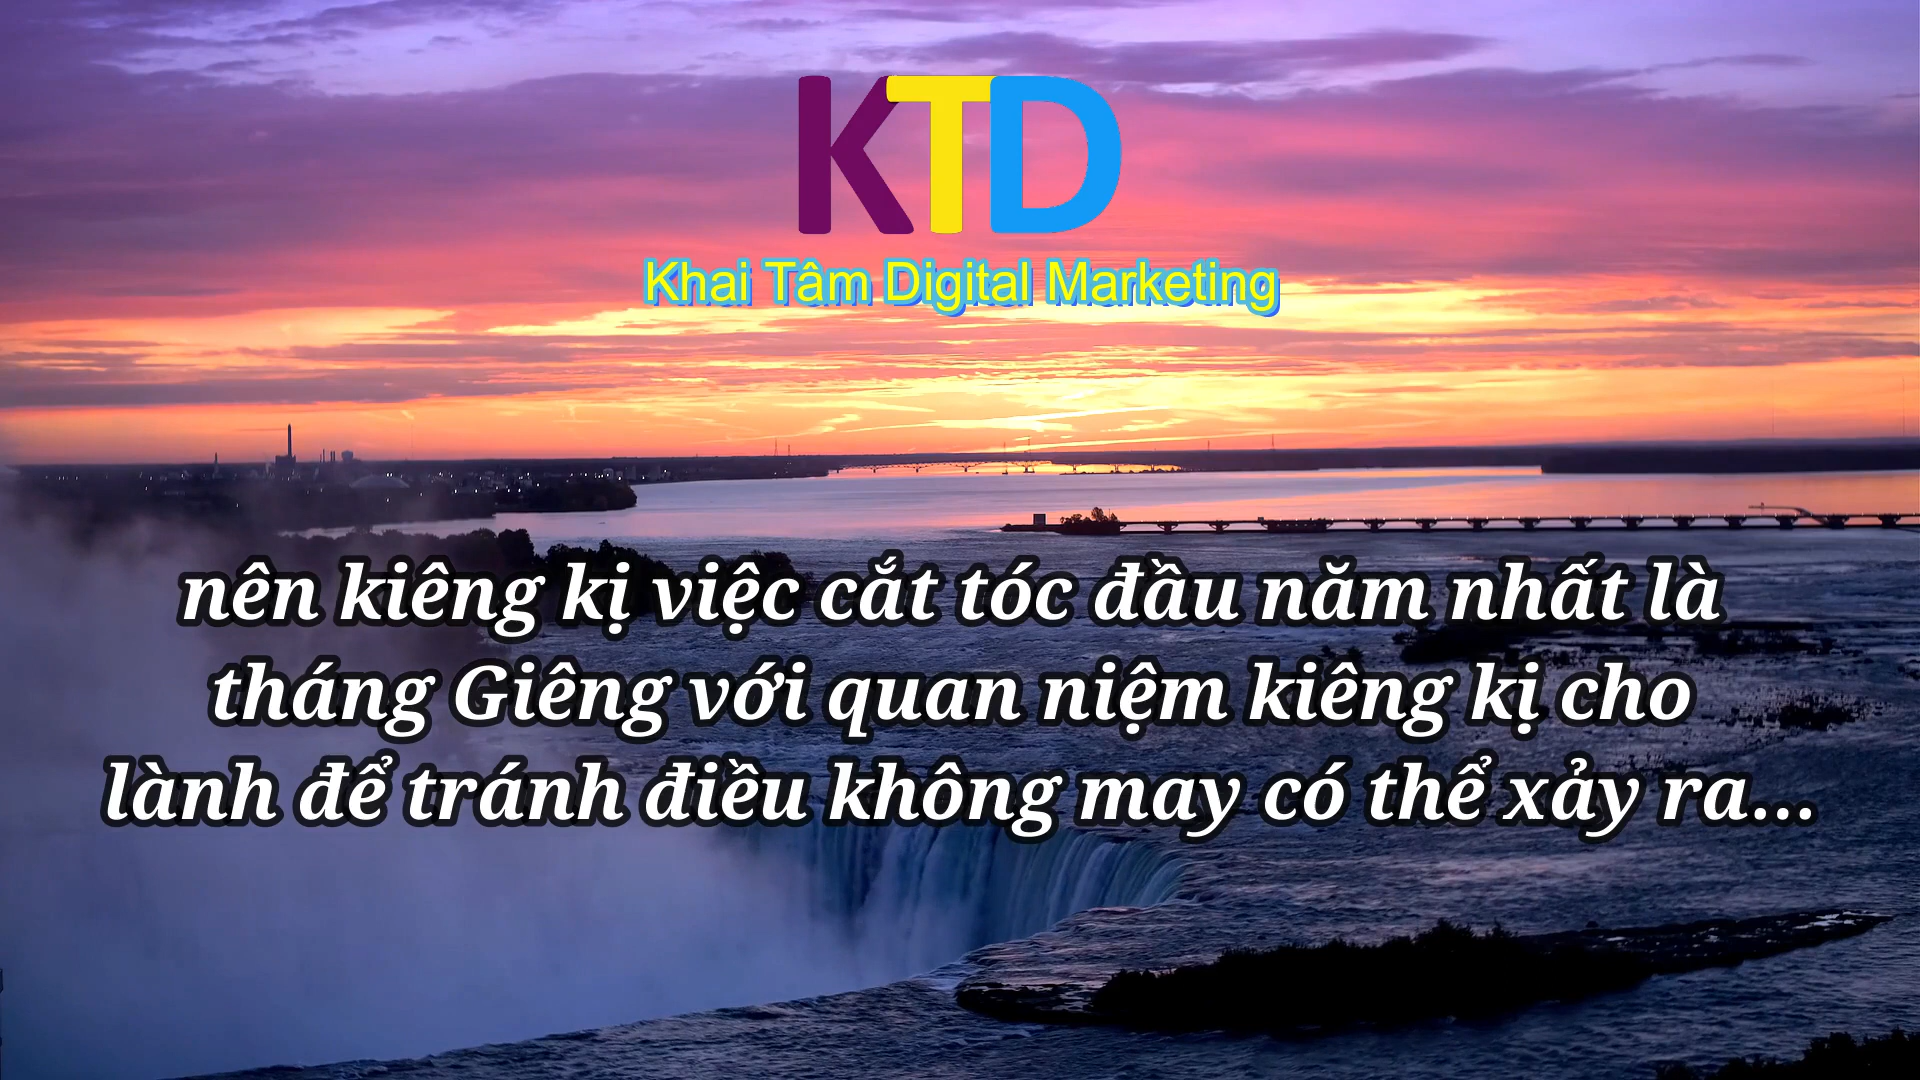 KTD
Khai Tâm Digital Marketing
nên kiêng kị việc cắt tóc đầu năm nhất là
tháng Giêng với quan niệm kiêng kị cho
lành để tránh điều không may có thể xảy ra...